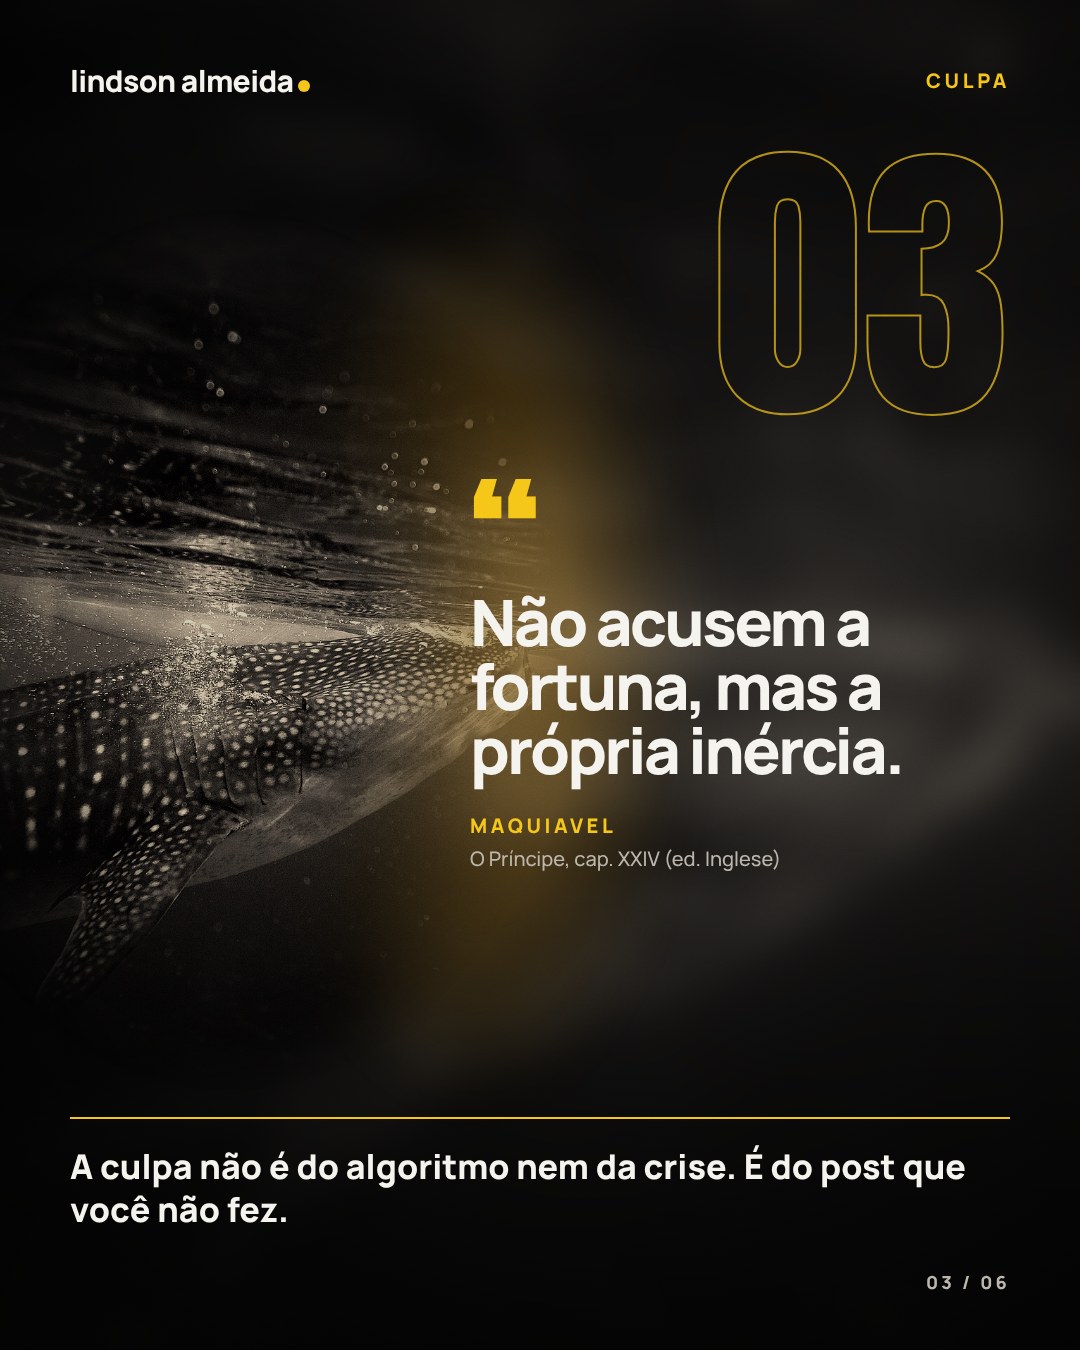 lindson almeida
CULPA
03
❝
Não acusem a
fortuna, mas a
própria inércia.
MAQUIAVEL
O Príncipe, cap. XXIV (ed. Inglese)
A culpa não é do algoritmo nem da crise. É do post que
você não fez.
03 / 06